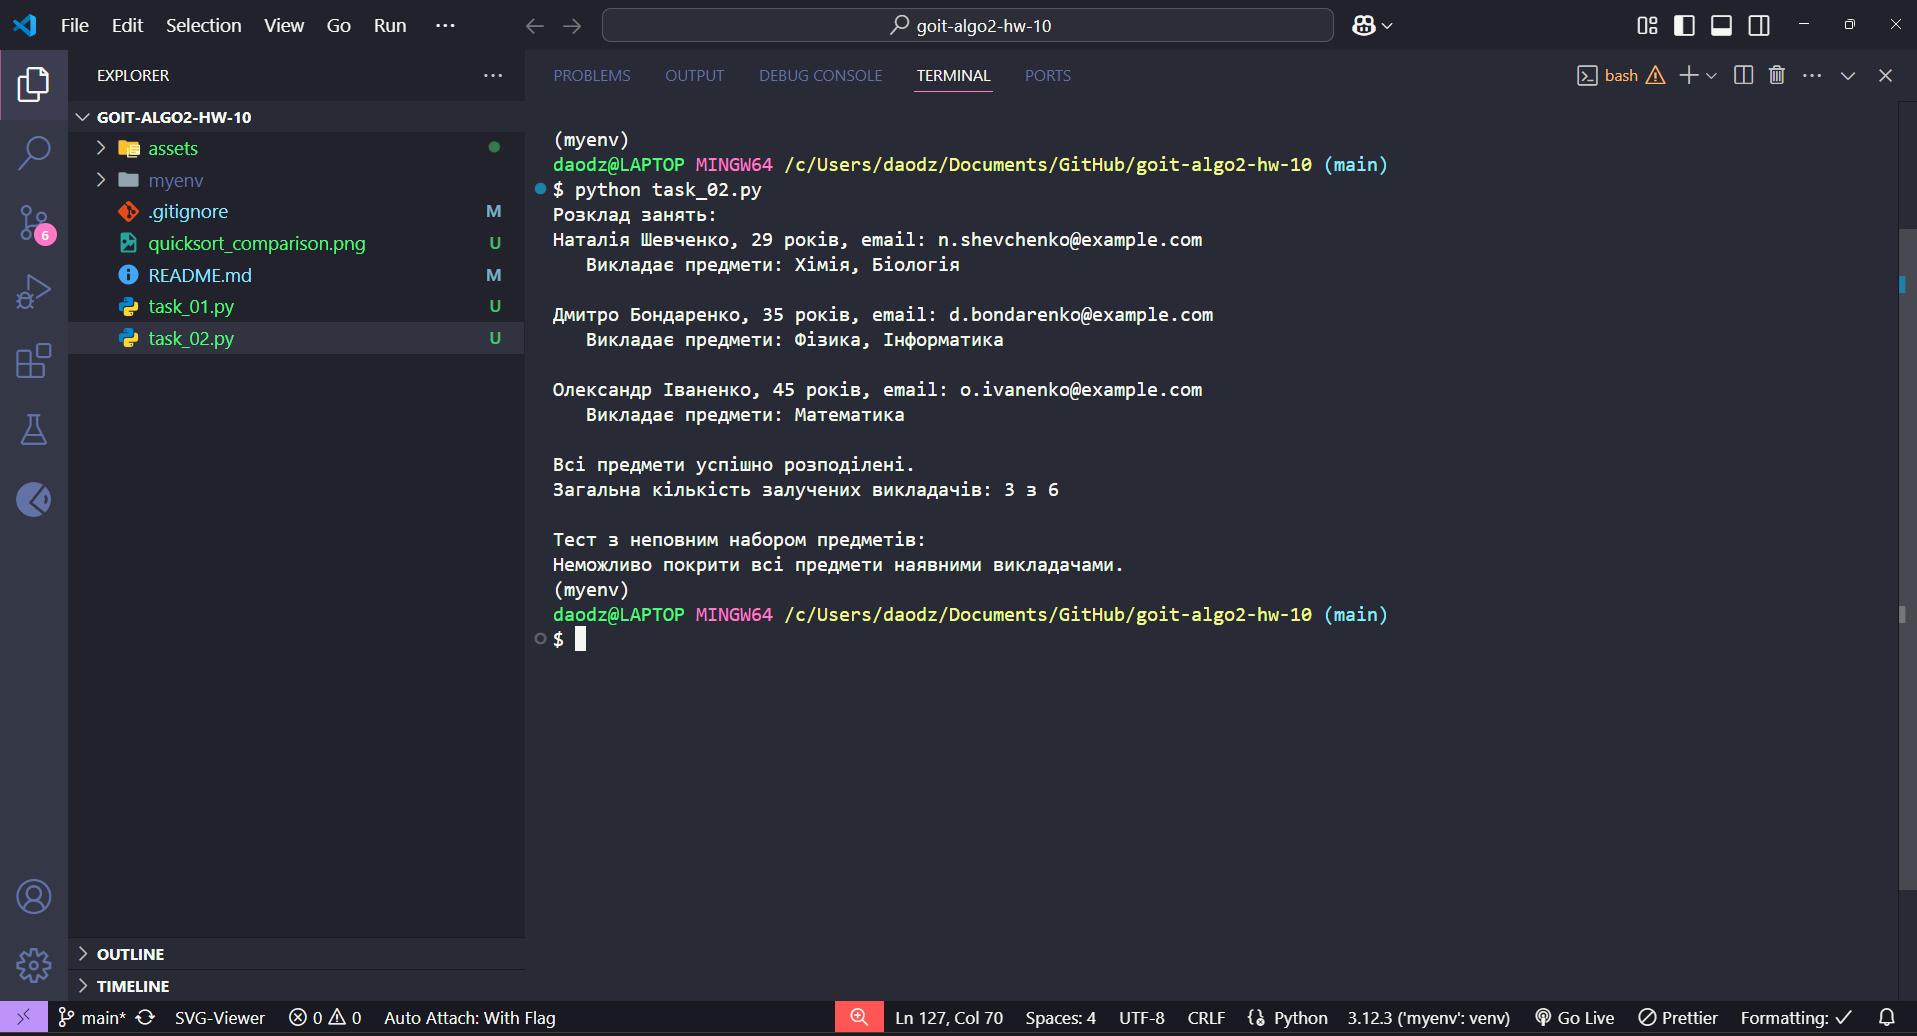 File Edit Selection View Go Run ···
goit-algo2-hw-10
EXPLORER ···
GOIT-ALGO2-HW-10
assets
myenv
.gitignore M
quicksort_comparison.png U
README.md M
task_01.py U
task_02.py U
6
OUTLINE
TIMELINE
PROBLEMS OUTPUT DEBUG CONSOLE TERMINAL PORTS
bash
(myenv)
daodz@LAPTOP MINGW64 /c/Users/daodz/Documents/GitHub/goit-algo2-hw-10 (main)
$ python task_02.py
Розклад занять:
Наталія Шевченко, 29 років, email: n.shevchenko@example.com
Викладає предмети: Хімія, Біологія
Дмитро Бондаренко, 35 років, email: d.bondarenko@example.com
Викладає предмети: Фізика, Інформатика
Олександр Іваненко, 45 років, email: o.ivanenko@example.com
Викладає предмети: Математика
Всі предмети успішно розподілені.
Загальна кількість залучених викладачів: 3 з 6
Тест з неповним набором предметів:
Неможливо покрити всі предмети наявними викладачами.
(myenv)
daodz@LAPTOP MINGW64 /c/Users/daodz/Documents/GitHub/goit-algo2-hw-10 (main)
$
main* SVG-Viewer 0 0 Auto Attach: With Flag Ln 127, Col 70 Spaces: 4 UTF-8 CRLF Python 3.12.3 ('myenv': venv) Go Live Prettier Formatting: ✓